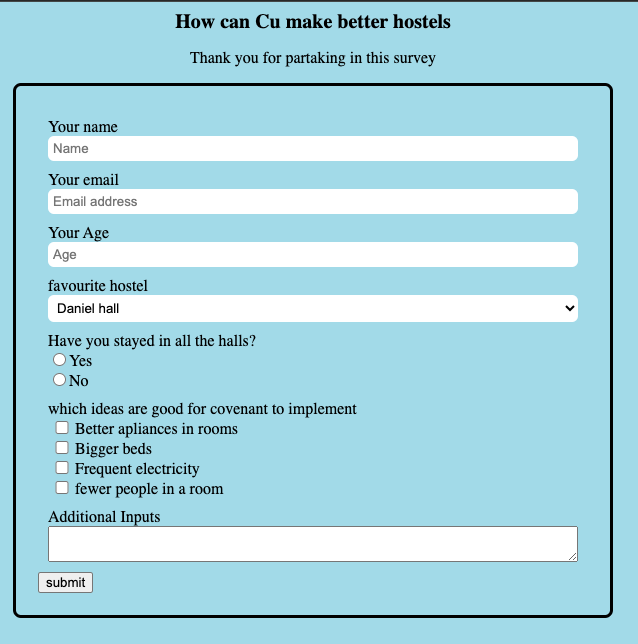 How can Cu make better hostels
Thank you for partaking in this survey
Your name
Name
Your email
Email address
Your Age
Age
favourite hostel
Daniel hall
Have you stayed in all the halls?
Yes
No
which ideas are good for covenant to implement
Better apliances in rooms
Bigger beds
Frequent electricity
fewer people in a room
Additional Inputs
submit